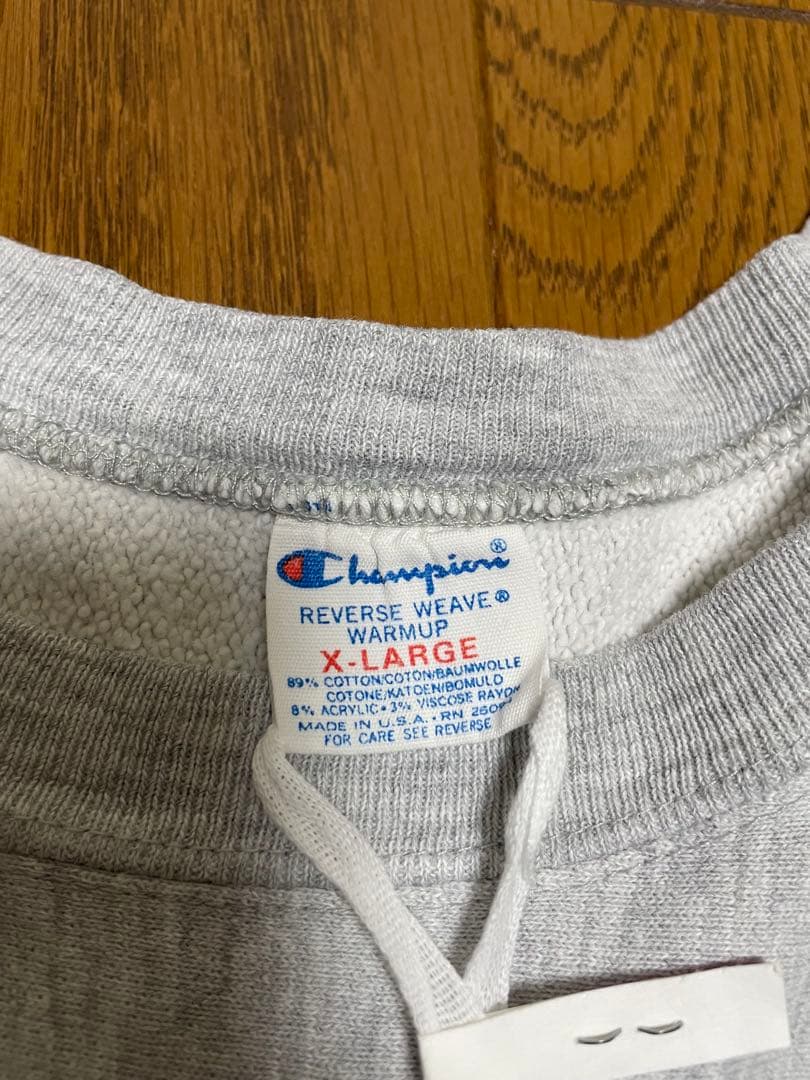 Champion®
REVERSE WEAVE®
WARMUP
X-LARGE
89% COTTON/COTON/BAUMWOLLE
COTONE/KATOEN/BOMULD
8% ACRYLIC • 3% VISCOSE RAYON
MADE IN U.S.A. • RN
FOR CARE SEE REVERSE